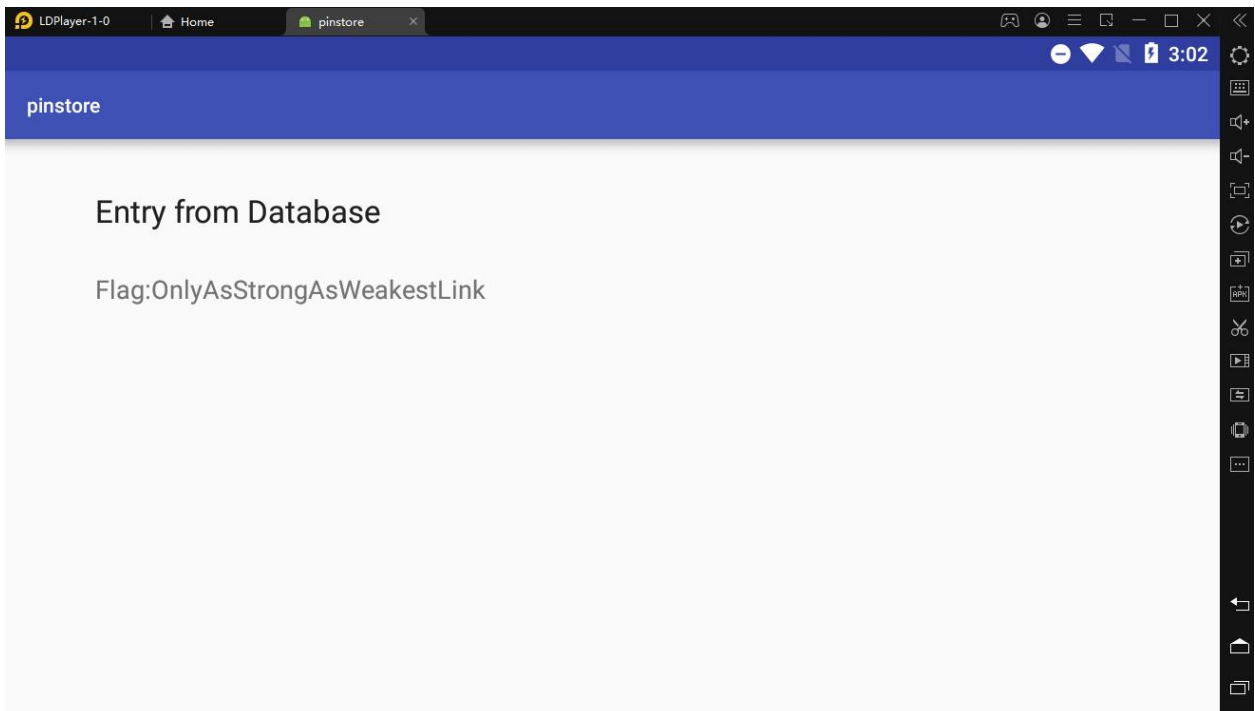 LDPlayer-1-0 Home pinstore
3:02
pinstore
Entry from Database
Flag:OnlyAsStrongAsWeakestLink
APK